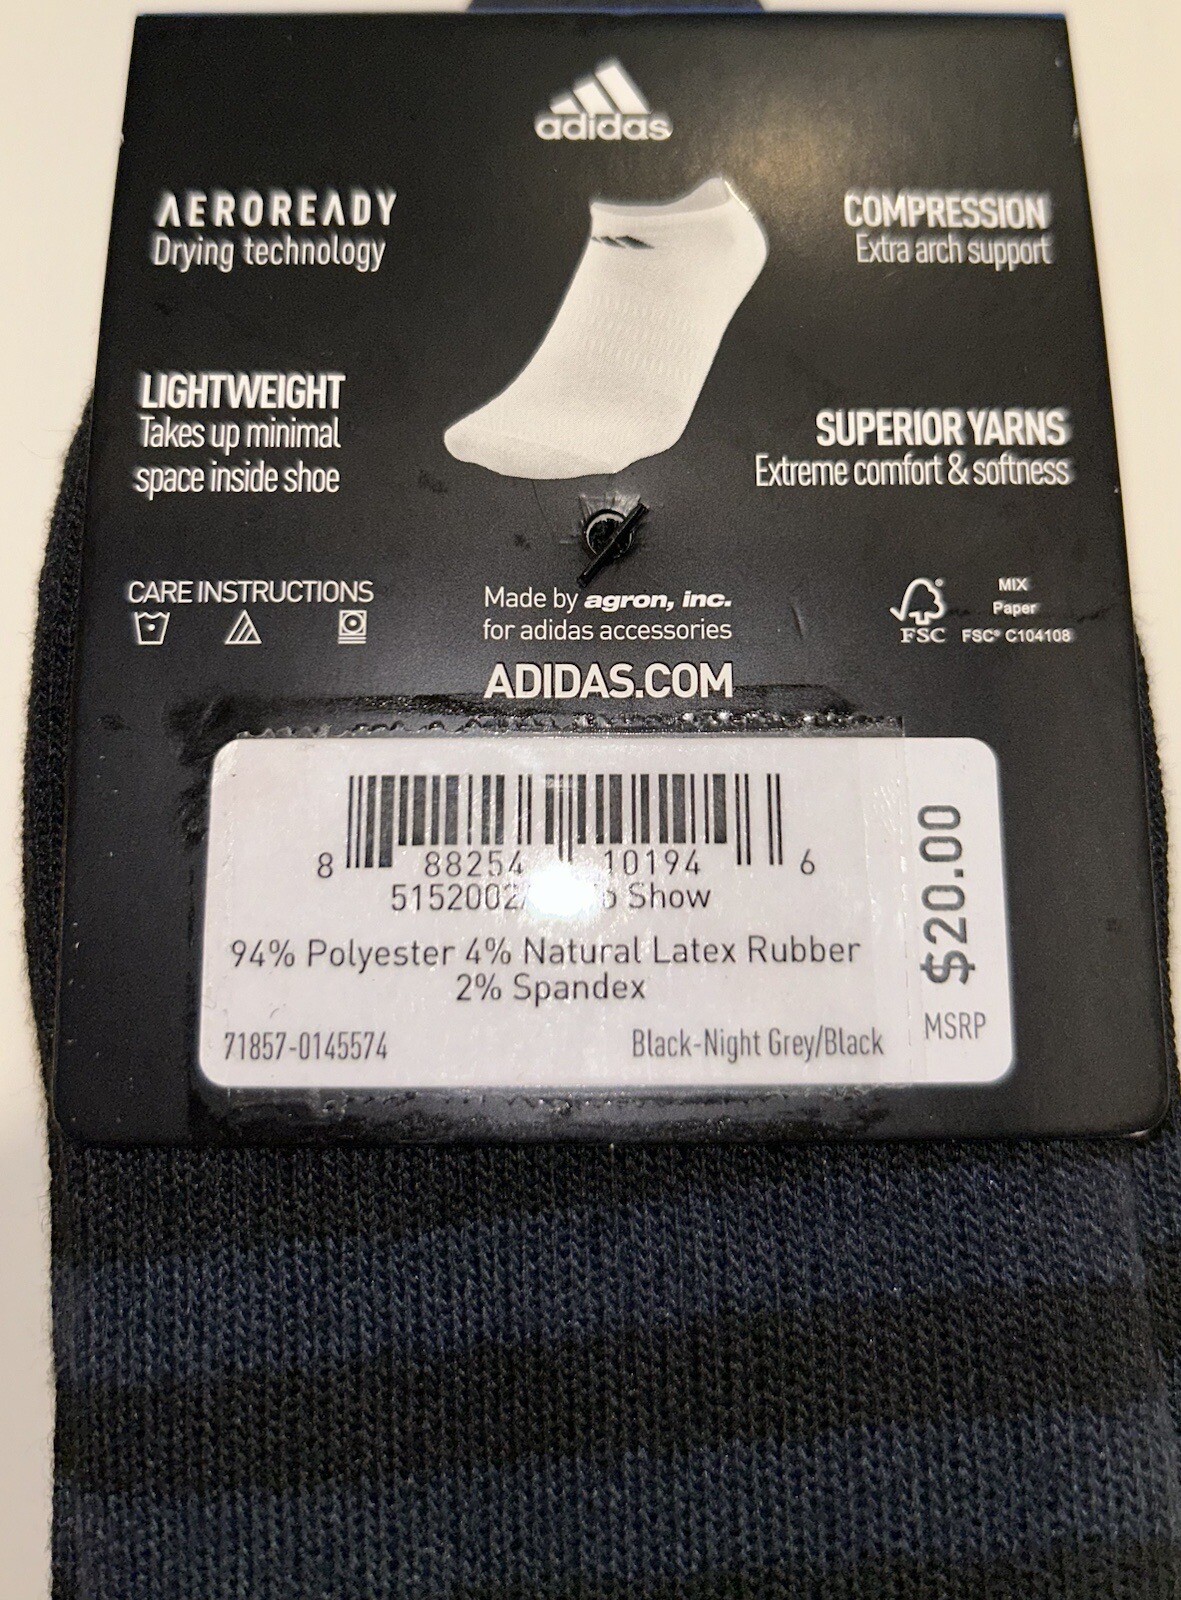 adidas
AEROREADY
Drying technology
COMPRESSION
Extra arch support
LIGHTWEIGHT
Takes up minimal
space inside shoe
SUPERIOR YARNS
Extreme comfort & softness
CARE INSTRUCTIONS
Made by agron, inc.
for adidas accessories
ADIDAS.COM
FSC
MIX
Paper
FSC® C104108
8 88254 10194 6
5152002 Show
94% Polyester 4% Natural Latex Rubber
2% Spandex
71857-0145574
Black-Night Grey/Black
MSRP $20.00